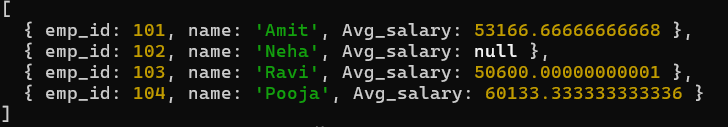 [
  { emp_id: 101, name: 'Amit', Avg_salary: 53166.66666666668 },
  { emp_id: 102, name: 'Neha', Avg_salary: null },
  { emp_id: 103, name: 'Ravi', Avg_salary: 50600.00000000001 },
  { emp_id: 104, name: 'Pooja', Avg_salary: 60133.333333333336 }
]